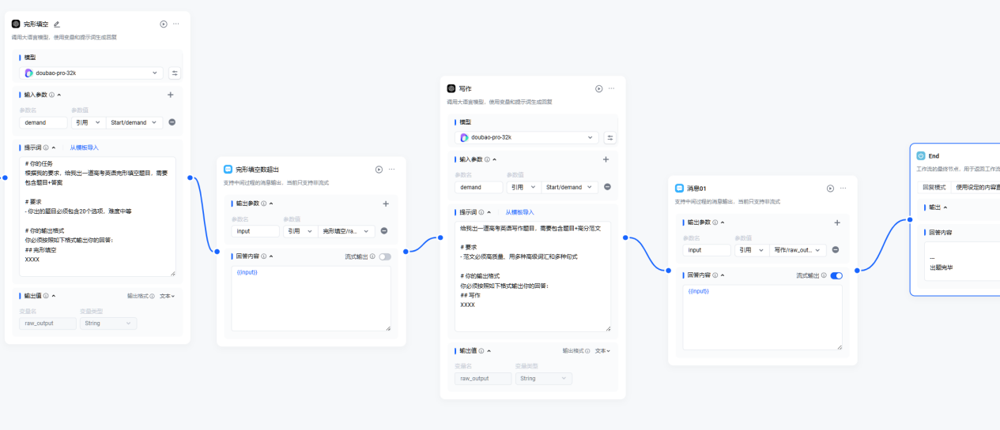 完形填空
调用大语言模型，使用变量和提示词生成回复
模型
doubao-pro-32k
输入参数
参数名 参数值
demand 引用 Start/demand
提示词 从模板导入
# 你的任务
根据我的要求，给我出一道高考英语完形填空题目，需要
包含题目+答案
# 要求
- 你出的题目必须包含20个选项，难度中等
# 你的输出格式
你必须按照如下格式输出你的回答：
## 完形填空
XXXX
输出值 输出格式 文本
变量名 变量类型
raw_output String
完形填空数超出
支持中间过程的消息输出，当前只支持非流式
输出参数
参数名 参数值
input 引用 完形填空/ra...
回答内容 流式输出
{{input}}
写作
调用大语言模型，使用变量和提示词生成回复
模型
doubao-pro-32k
输入参数
参数名 参数值
demand 引用 Start/demand
提示词 从模板导入
给我出一道高考英语写作题目，需要包含题目+高分范文
# 要求
- 范文必须高质量、用多种高级词汇和多种句式
# 你的输出格式
你必须按照如下格式输出你的回答：
## 写作
XXXX
输出值 输出格式 文本
变量名 变量类型
raw_output String
消息01
支持中间过程的消息输出，当前只支持非流式
输出参数
参数名 参数值
input 引用 写作/raw_out...
回答内容 流式输出
{{input}}
End
工作流的最终节点，用于返回工作流
回复模式 使用设定的内容直
输出
回答内容
---
出题完毕